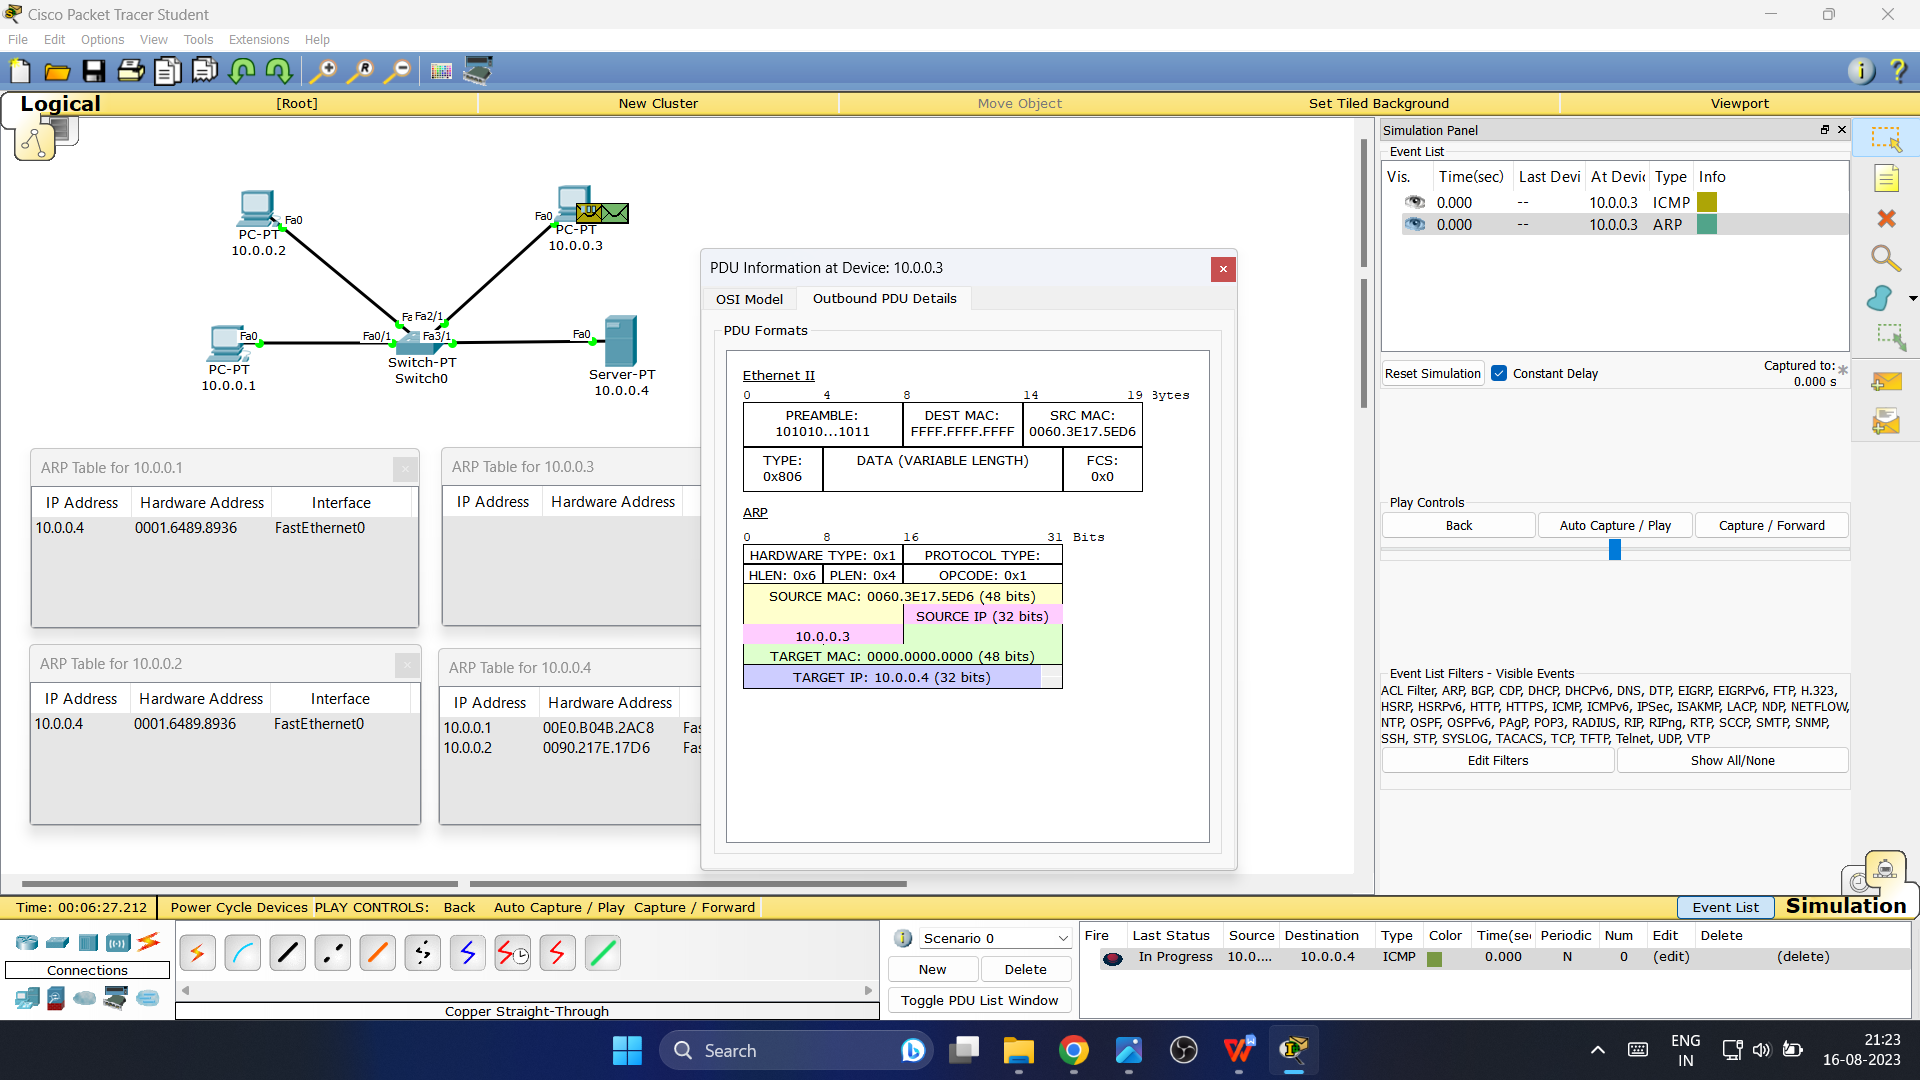 Cisco Packet Tracer Student
File Edit Options View Tools Extensions Help
Logical [Root] New Cluster Move Object Set Tiled Background Viewport
Fa0
PC-PT
10.0.0.2
Fa0
PC-PT
10.0.0.3
Fa Fa2/1
Fa0 Fa0/1 Fa3/1 Fa0
PC-PT
10.0.0.1
Switch-PT
Switch0
Server-PT
10.0.0.4
ARP Table for 10.0.0.1
IP Address Hardware Address Interface
10.0.0.4 0001.6489.8936 FastEthernet0
ARP Table for 10.0.0.3
IP Address Hardware Address
ARP Table for 10.0.0.2
IP Address Hardware Address Interface
10.0.0.4 0001.6489.8936 FastEthernet0
ARP Table for 10.0.0.4
IP Address Hardware Address
10.0.0.1 00E0.B04B.2AC8 Fas
10.0.0.2 0090.217E.17D6 Fas
PDU Information at Device: 10.0.0.3
OSI Model Outbound PDU Details
PDU Formats
Ethernet II
0 4 8 14 19 Bytes
PREAMBLE: DEST MAC: SRC MAC:
101010...1011 FFFF.FFFF.FFFF 0060.3E17.5ED6
TYPE: DATA (VARIABLE LENGTH) FCS:
0x806 0x0
ARP
0 8 16 31 Bits
HARDWARE TYPE: 0x1 PROTOCOL TYPE:
HLEN: 0x6 PLEN: 0x4 OPCODE: 0x1
SOURCE MAC: 0060.3E17.5ED6 (48 bits)
SOURCE IP (32 bits)
10.0.0.3
TARGET MAC: 0000.0000.0000 (48 bits)
TARGET IP: 10.0.0.4 (32 bits)
Simulation Panel
Event List
Vis. Time(sec) Last Devi At Devic Type Info
0.000 -- 10.0.0.3 ICMP
0.000 -- 10.0.0.3 ARP
Reset Simulation Constant Delay Captured to: *
0.000 s
Play Controls
Back Auto Capture / Play Capture / Forward
Event List Filters - Visible Events
ACL Filter, ARP, BGP, CDP, DHCP, DHCPv6, DNS, DTP, EIGRP, EIGRPv6, FTP, H.323,
HSRP, HSRPv6, HTTP, HTTPS, ICMP, ICMPv6, IPSec, ISAKMP, LACP, NDP, NETFLOW,
NTP, OSPF, OSPFv6, PAgP, POP3, RADIUS, RIP, RIPng, RTP, SCCP, SMTP, SNMP,
SSH, STP, SYSLOG, TACACS, TCP, TFTP, Telnet, UDP, VTP
Edit Filters Show All/None
Time: 00:06:27.212 Power Cycle Devices PLAY CONTROLS: Back Auto Capture / Play Capture / Forward Event List Simulation
Connections
Copper Straight-Through
Scenario 0
New Delete
Toggle PDU List Window
Fire Last Status Source Destination Type Color Time(sec Periodic Num Edit Delete
In Progress 10.0.... 10.0.0.4 ICMP 0.000 N 0 (edit) (delete)
Search
ENG
IN
21:23
16-08-2023